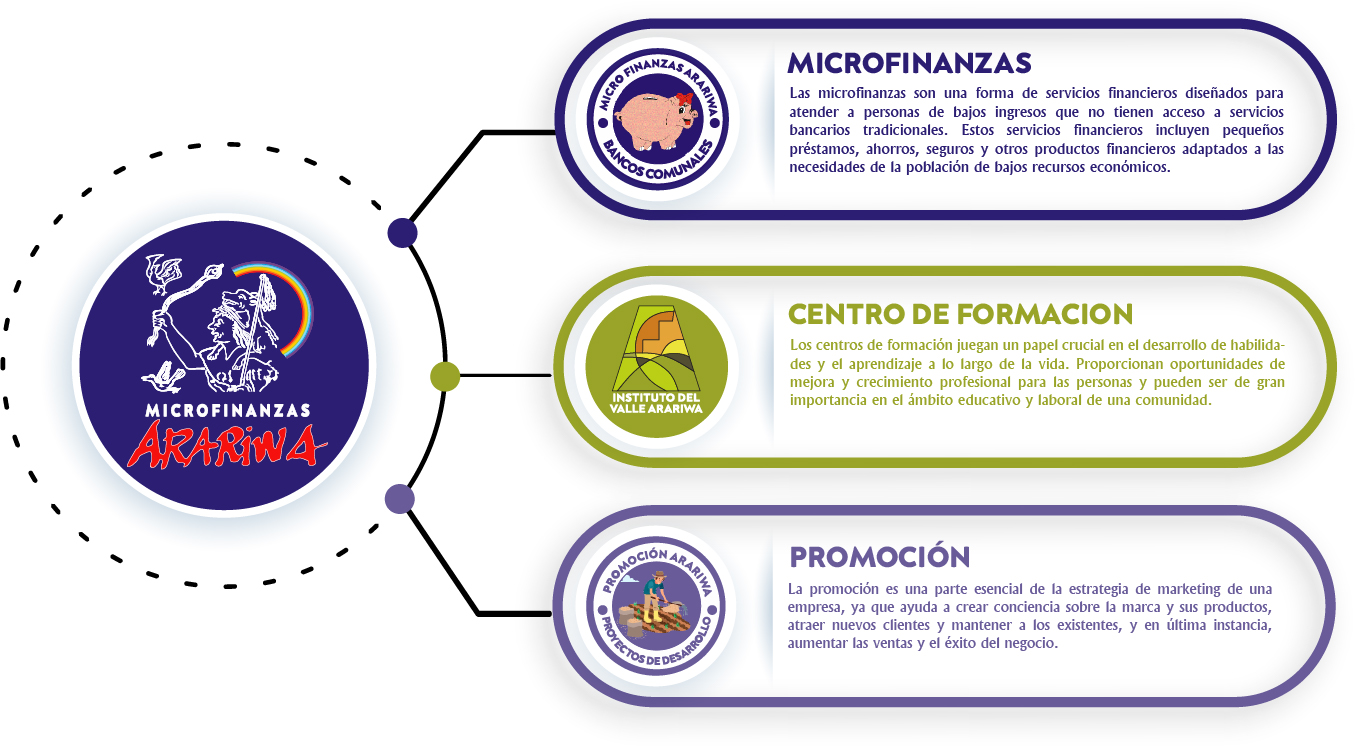 MICROFINANZAS
ARARIWA
MICRO FINANZAS ARARIWA
BANCOS COMUNALES
MICROFINANZAS
Las microfinanzas son una forma de servicios financieros diseñados para
atender a personas de bajos ingresos que no tienen acceso a servicios
bancarios tradicionales. Estos servicios financieros incluyen pequeños
préstamos, ahorros, seguros y otros productos financieros adaptados a las
necesidades de la población de bajos recursos económicos.
INSTITUTO DEL
VALLE ARARIWA
CENTRO DE FORMACION
Los centros de formación juegan un papel crucial en el desarrollo de habilida-
des y el aprendizaje a lo largo de la vida. Proporcionan oportunidades de
mejora y crecimiento profesional para las personas y pueden ser de gran
importancia en el ámbito educativo y laboral de una comunidad.
PROMOCIÓN ARARIWA
PROYECTOS DE DESARROLLO
PROMOCIÓN
La promoción es una parte esencial de la estrategia de marketing de una
empresa, ya que ayuda a crear conciencia sobre la marca y sus productos,
atraer nuevos clientes y mantener a los existentes, y en última instancia,
aumentar las ventas y el éxito del negocio.